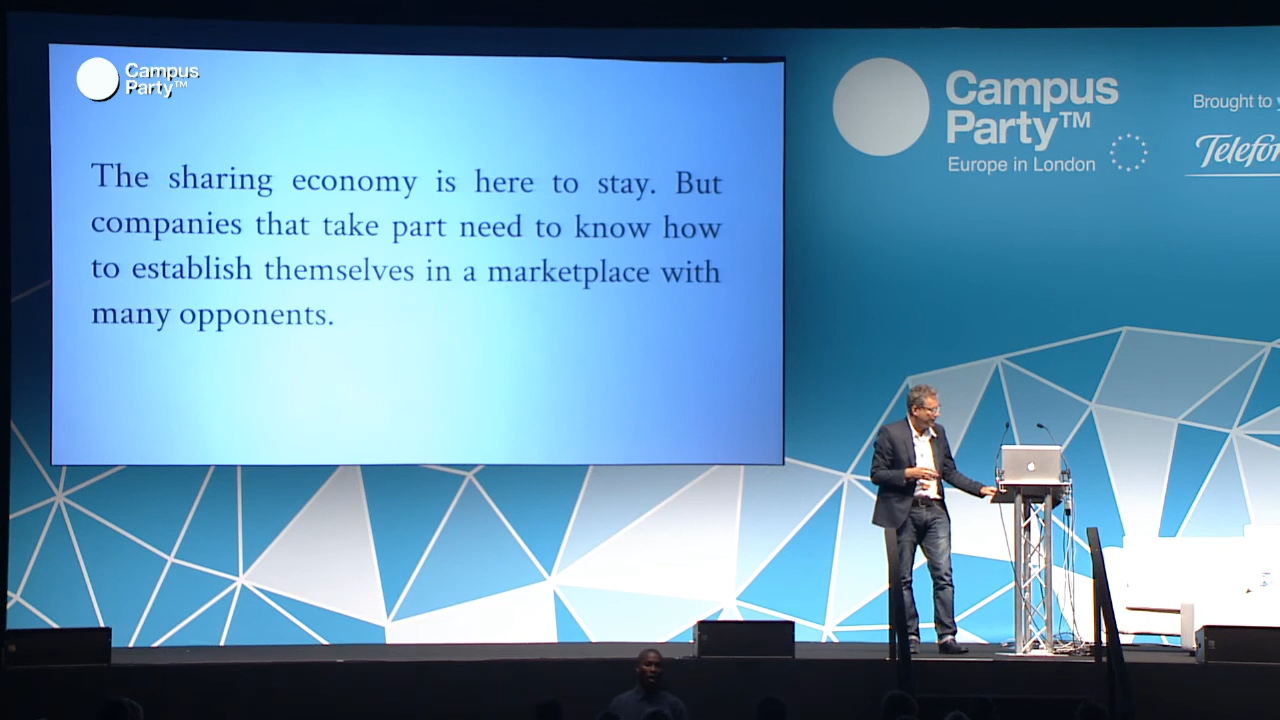 Campus
Party™
The sharing economy is here to stay. But
companies that take part need to know how
to establish themselves in a marketplace with
many opponents.
Campus
Party™
Europe in London
Brought to